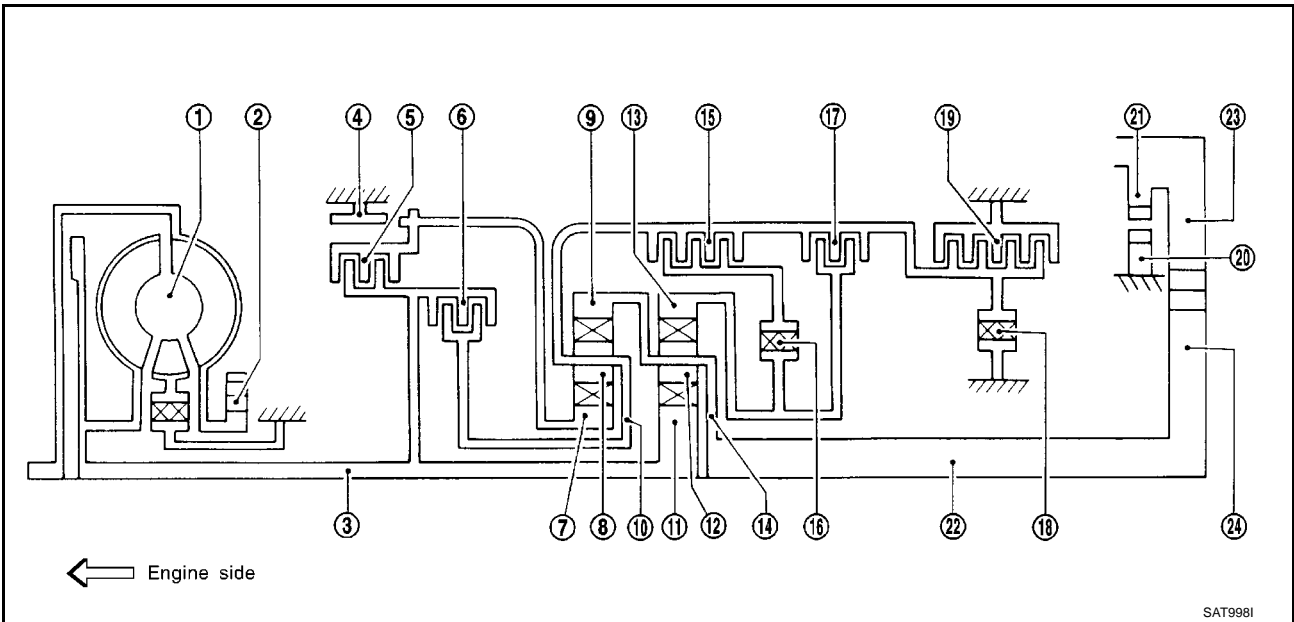 ① ② ④ ⑤ ⑥ ⑨ ⑬ ⑮ ⑰ ⑲ ㉑ ㉓
⑳
③ ⑦ ⑧ ⑩ ⑪ ⑫ ⑭ ⑯ ㉒ ⑱ ㉔
Engine side
SAT998I